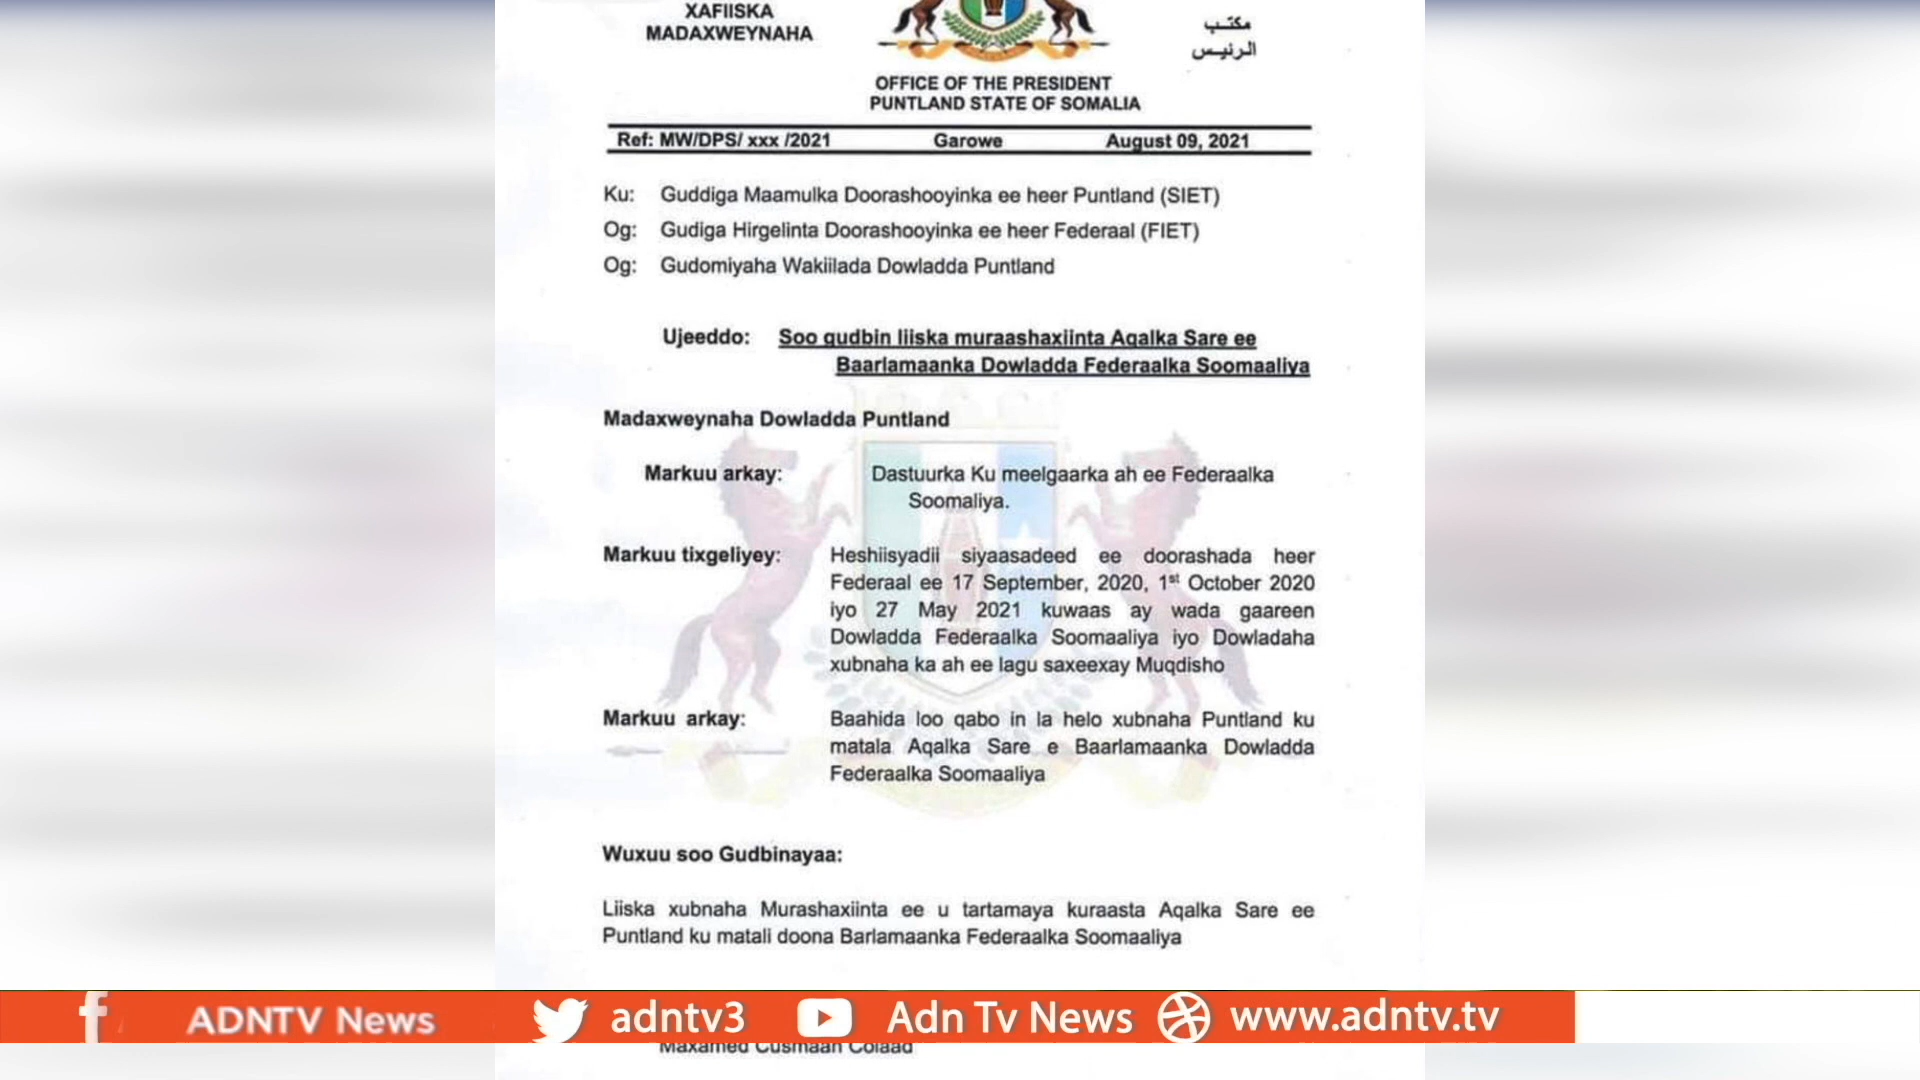 XAFIISKA
MADAXWEYNAHA
مكتب
الرئيس
OFFICE OF THE PRESIDENT
PUNTLAND STATE OF SOMALIA
Ref: MW/DPS/ xxx /2021 Garowe August 09, 2021
Ku: Guddiga Maamulka Doorashooyinka ee heer Puntland (SIET)
Og: Gudiga Hirgelinta Doorashooyinka ee heer Federaal (FIET)
Og: Gudomiyaha Wakiilada Dowladda Puntland
Ujeeddo: Soo gudbin liiska muraashaxiinta Aqalka Sare ee
Baarlamaanka Dowladda Federaalka Soomaaliya
Madaxweynaha Dowladda Puntland
Markuu arkay: Dastuurka Ku meelgaarka ah ee Federaalka
Soomaliya.
Markuu tixgeliyey: Heshiisyadii siyaasadeed ee doorashada heer
Federaal ee 17 September, 2020, 1st October 2020
iyo 27 May 2021 kuwaas ay wada gaareen
Dowladda Federaalka Soomaaliya iyo Dowladaha
xubnaha ka ah ee lagu saxeexay Muqdisho
Markuu arkay: Baahida loo qabo in la helo xubnaha Puntland ku
matala Aqalka Sare e Baarlamaanka Dowladda
Federaalka Soomaaliya
Wuxuu soo Gudbinayaa:
Liiska xubnaha Murashaxiinta ee u tartamaya kuraasta Aqalka Sare ee
Puntland ku matali doona Barlamaanka Federaalka Soomaaliya
ADNTV News adntv3 Adn Tv News www.adntv.tv
Maxamed Cusmaan Colaad